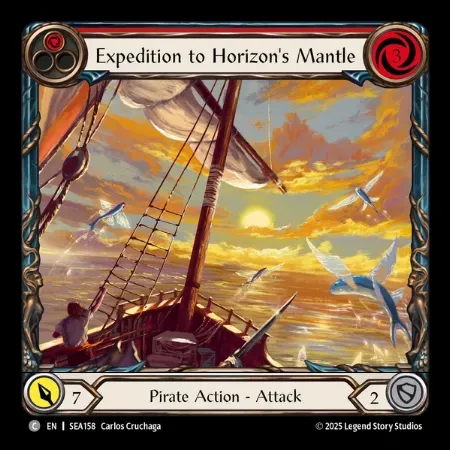 Expedition to Horizon's Mantle
3
7
Pirate Action - Attack
2
C EN | SEA158 Carlos Cruchaga
© 2025 Legend Story Studios